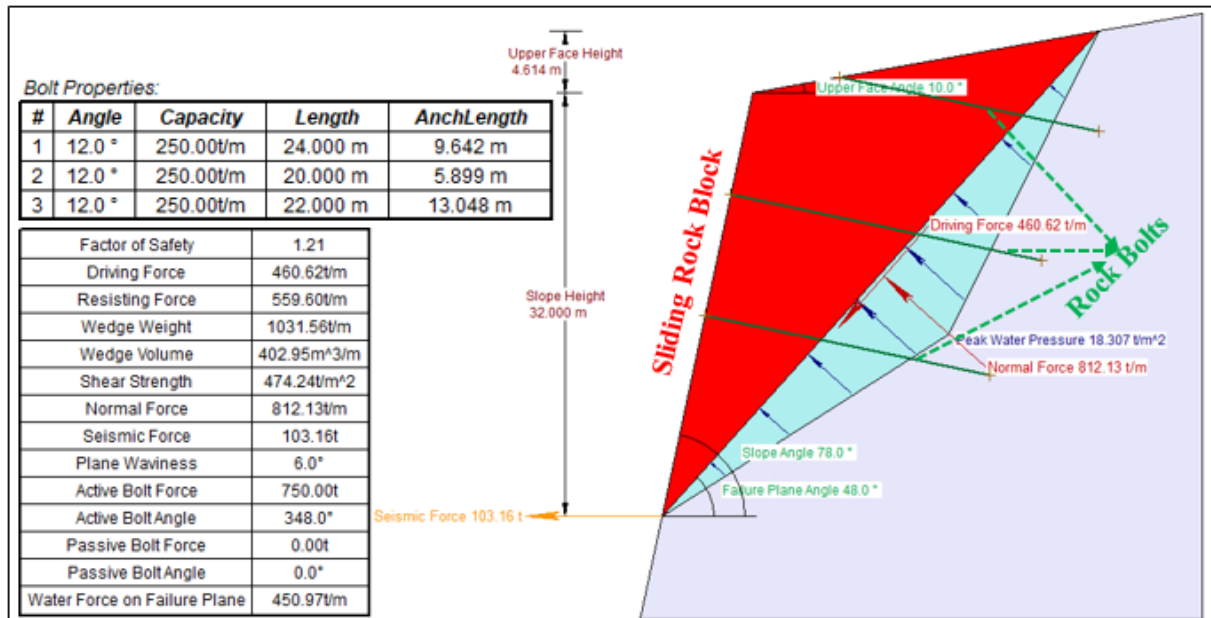 Upper Face Height
4.614 m
Bolt Properties:
# Angle Capacity Length AnchLength
1 12.0 ° 250.00t/m 24.000 m 9.642 m
2 12.0 ° 250.00t/m 20.000 m 5.899 m
3 12.0 ° 250.00t/m 22.000 m 13.048 m
Factor of Safety 1.21
Driving Force 460.62t/m
Resisting Force 559.60t/m
Wedge Weight 1031.56t/m
Wedge Volume 402.95m^3/m
Shear Strength 474.24t/m^2
Normal Force 812.13t/m
Seismic Force 103.16t
Plane Waviness 6.0°
Active Bolt Force 750.00t
Active Bolt Angle 348.0°
Passive Bolt Force 0.00t
Passive Bolt Angle 0.0°
Water Force on Failure Plane 450.97t/m
Slope Height
32.000 m
Seismic Force 103.16 t
Sliding Rock Block
Upper Face Angle 10.0 °
Driving Force 460.62 t/m
Rock Bolts
Peak Water Pressure 18.307 t/m^2
Normal Force 812.13 t/m
Slope Angle 78.0 °
Failure Plane Angle 48.0 °